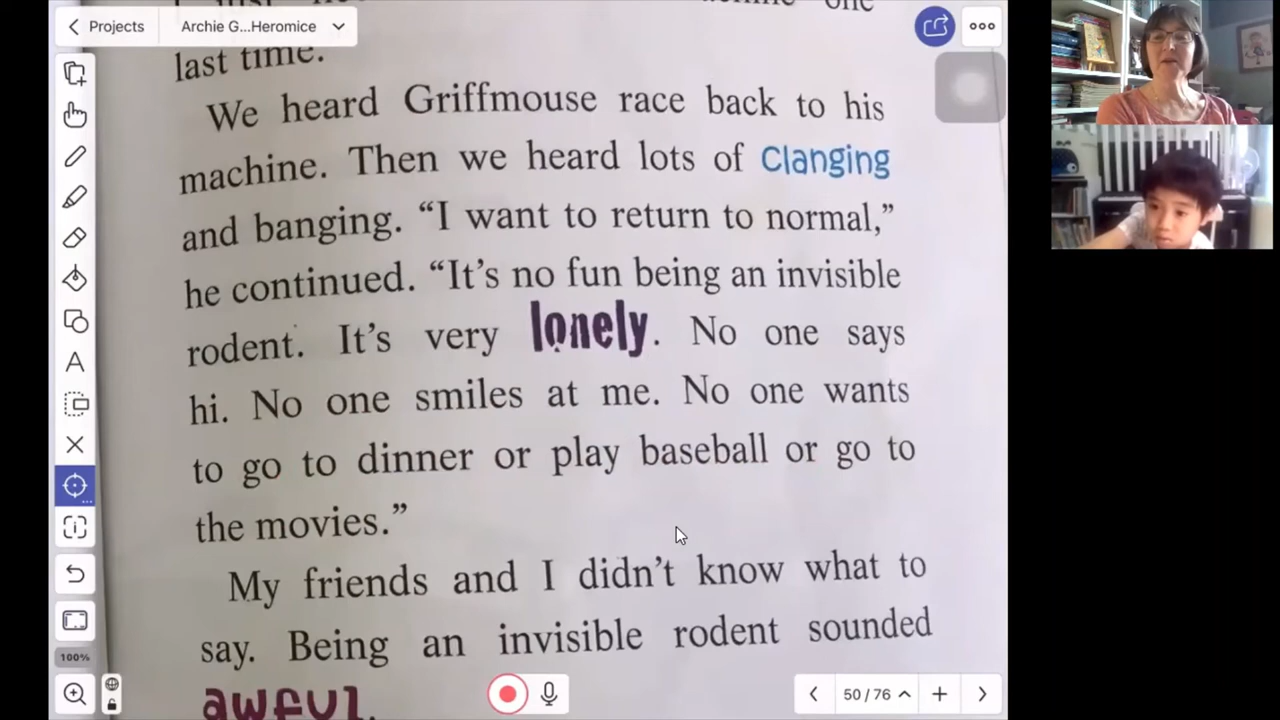 Projects
Archie G...Heromice
one
last time.
We heard Griffmouse race back to his
machine. Then we heard lots of Clanging
and banging. “I want to return to normal,”
he continued. “It’s no fun being an invisible
rodent. It’s very lonely. No one says
hi. No one smiles at me. No one wants
to go to dinner or play baseball or go to
the movies.”
My friends and I didn’t know what to
say. Being an invisible rodent sounded
awful.
100%
50 / 76